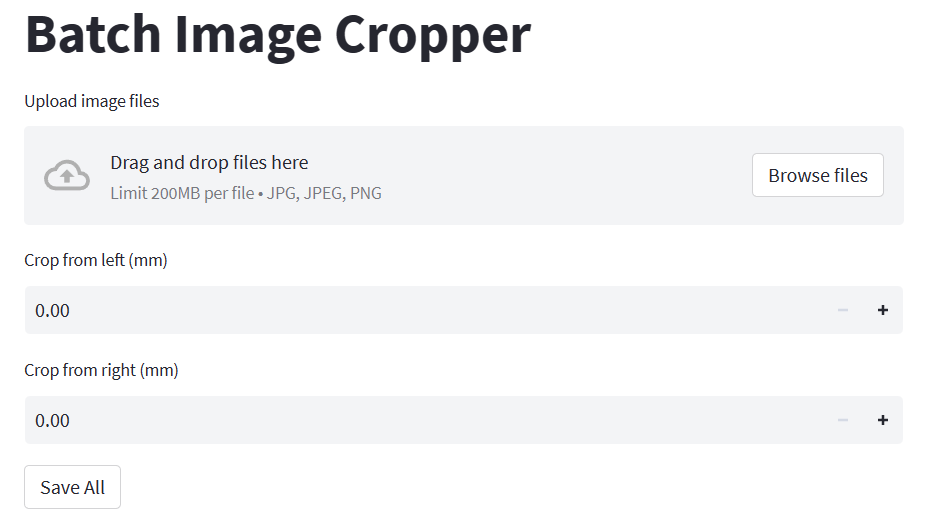 Batch Image Cropper
Upload image files
Drag and drop files here
Limit 200MB per file • JPG, JPEG, PNG
Browse files
Crop from left (mm)
0.00
Crop from right (mm)
0.00
Save All